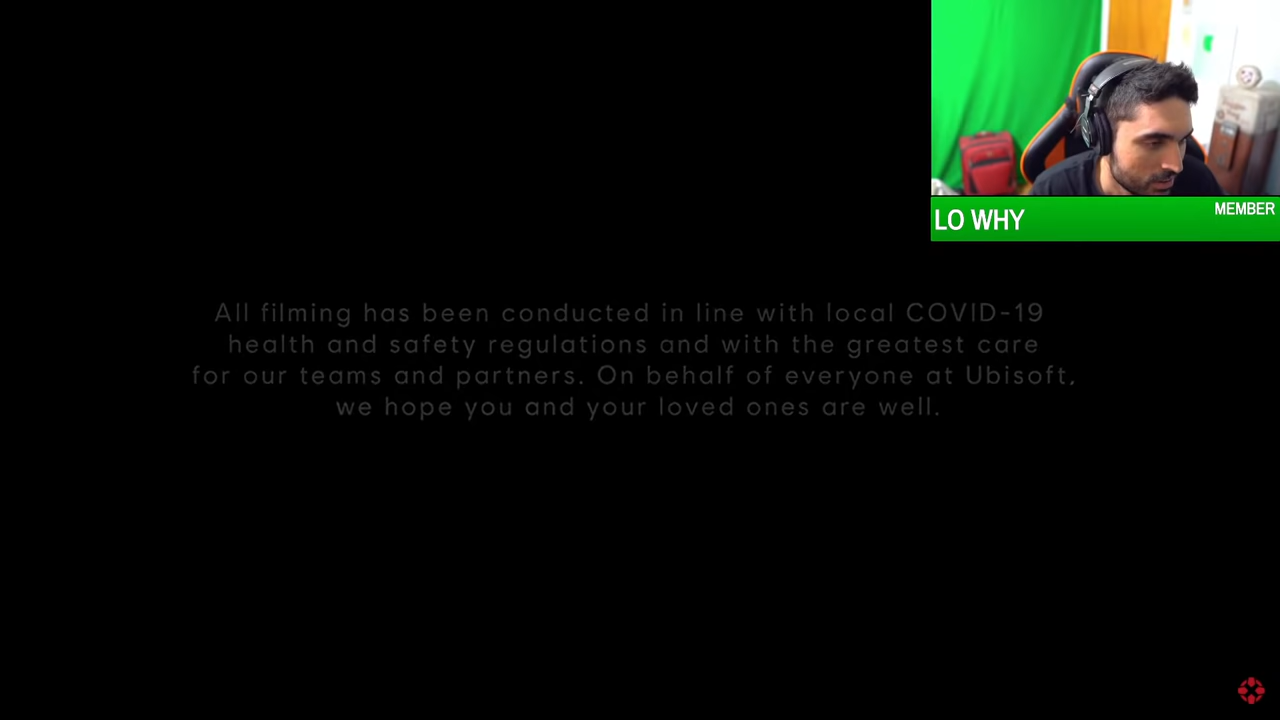 LO WHY
MEMBER
All filming has been conducted in line with local COVID-19
health and safety regulations and with the greatest care
for our teams and partners. On behalf of everyone at Ubisoft,
we hope you and your loved ones are well.